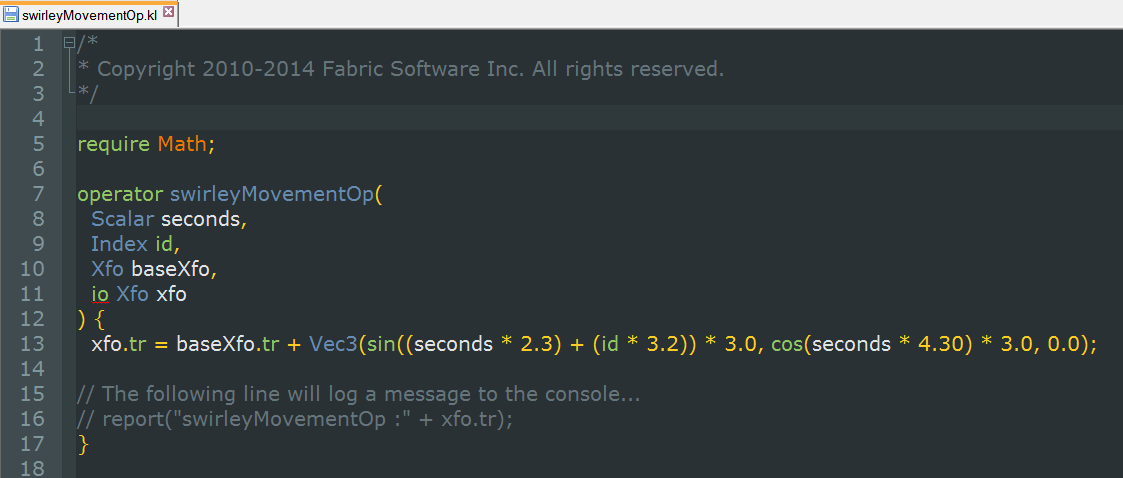 swirleyMovementOp.kl
1 /*
2 * Copyright 2010-2014 Fabric Software Inc. All rights reserved.
3 */
4
5 require Math;
6
7 operator swirleyMovementOp(
8 Scalar seconds,
9 Index id,
10 Xfo baseXfo,
11 io Xfo xfo
12 ) {
13 xfo.tr = baseXfo.tr + Vec3(sin((seconds * 2.3) + (id * 3.2)) * 3.0, cos(seconds * 4.30) * 3.0, 0.0);
14
15 // The following line will log a message to the console...
16 // report("swirleyMovementOp :" + xfo.tr);
17 }
18